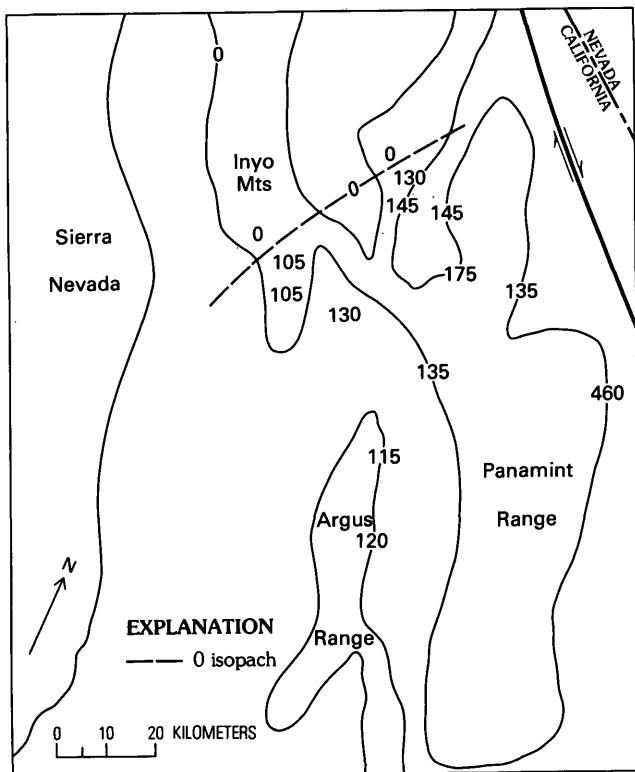 NEVADA
CALIFORNIA
0
Inyo
Mts
0
0
130
145
145
Sierra
Nevada
0
105
105
175
135
130
135
460
115
Panamint
Range
Argus
120
N
EXPLANATION
0 isopach
Range
0 20 KILOMETERS